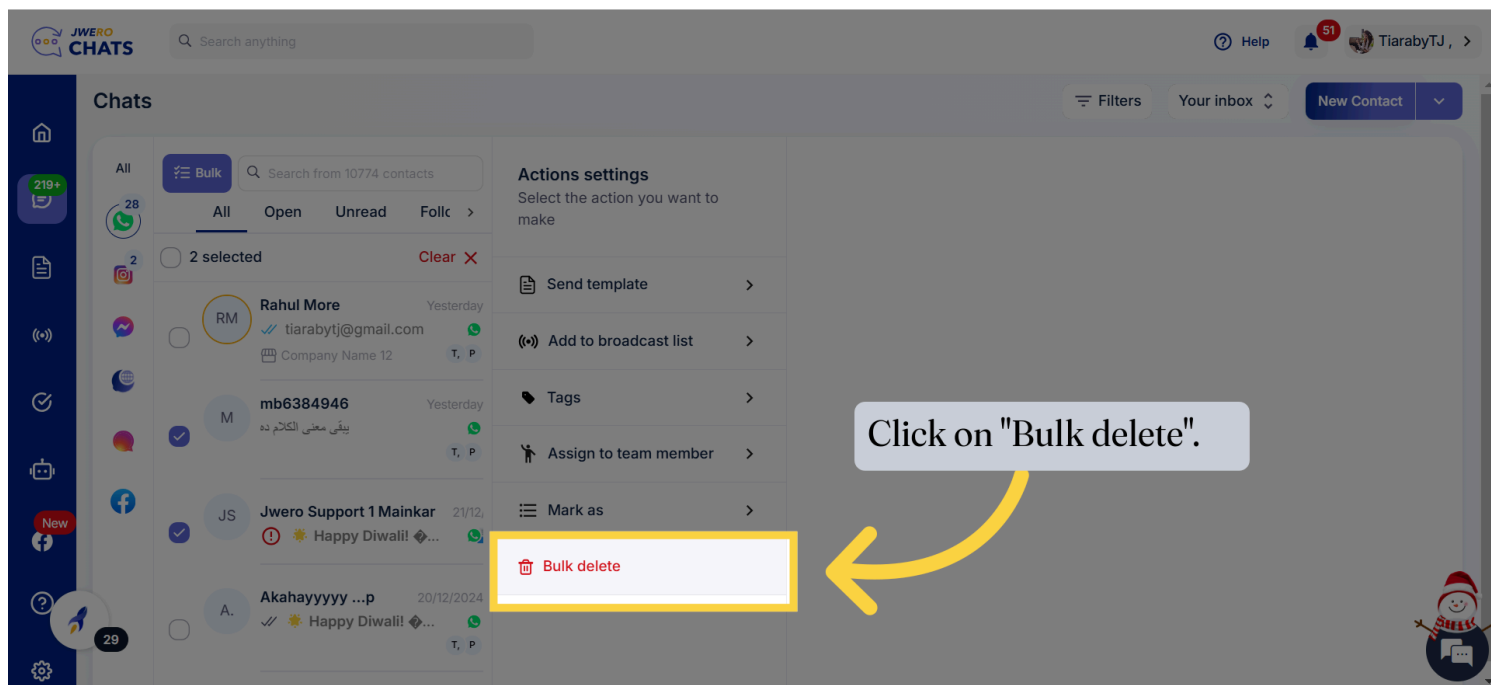 JWERO
CHATS
Search anything
Help
51
TiarabyTJ ,
Chats
Filters
Your inbox
New Contact
219+
All
28
2
New
29
Bulk
Search from 10774 contacts
All Open Unread Follc
2 selected Clear
RM
Rahul More Yesterday
tiarabytj@gmail.com
Company Name 12 T, P
M
mb6384946 Yesterday
يبقى معنى الكلام ده
T, P
JS
Jwero Support 1 Mainkar 21/12,
Happy Diwali! �...
A.
Akahayyyyy ...p 20/12/2024
Happy Diwali! �...
T, P
Actions settings
Select the action you want to
make
Send template
Add to broadcast list
Tags
Assign to team member
Mark as
Bulk delete
Click on "Bulk delete".